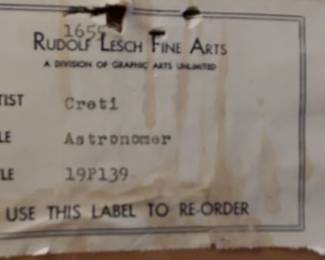 1655
RUDOLF LESCH FINE ARTS
A DIVISION OF GRAPHIC ARTS UNLIMITED
TIST Creti
LE Astronomer
LE 19P139
USE THIS LABEL TO RE-ORDER